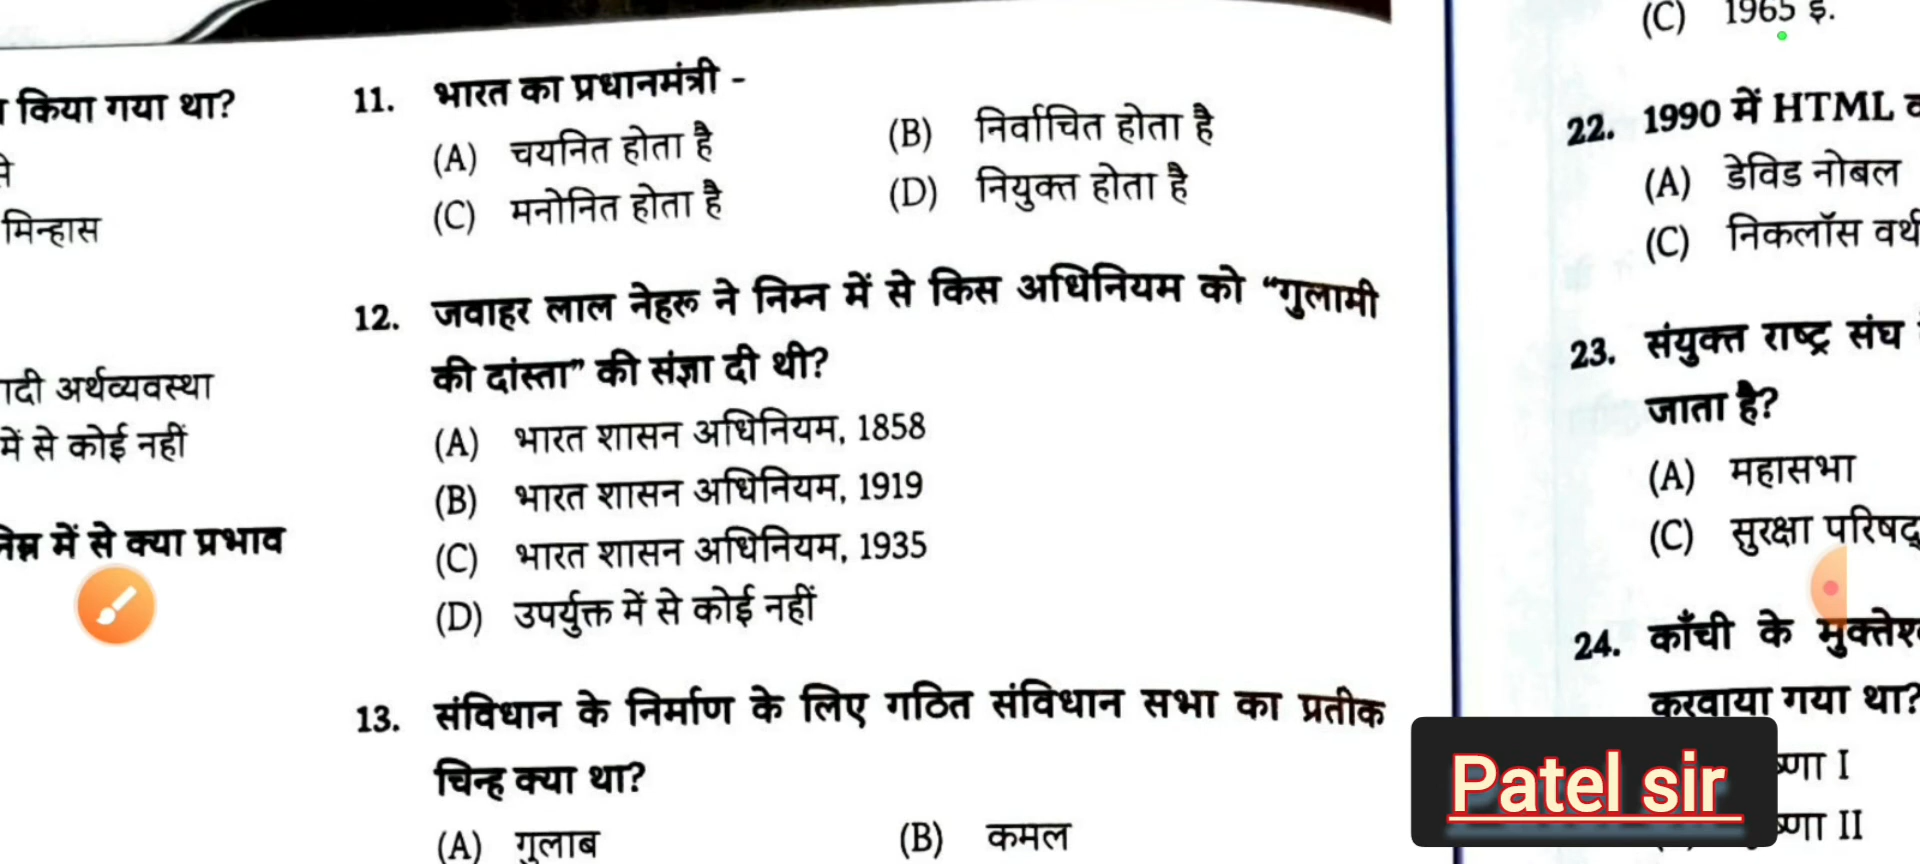 किया गया था?
मिन्हास
अर्थव्यवस्था
में से कोई नहीं
में से क्या प्रभाव
11. भारत का प्रधानमंत्री -
(A) चयनित होता है (B) निर्वाचित होता है
(C) मनोनित होता है (D) नियुक्त होता है
12. जवाहर लाल नेहरू ने निम्न में से किस अधिनियम को “गुलामी
की दांस्ता” की संज्ञा दी थी?
(A) भारत शासन अधिनियम, 1858
(B) भारत शासन अधिनियम, 1919
(C) भारत शासन अधिनियम, 1935
(D) उपर्युक्त में से कोई नहीं
13. संविधान के निर्माण के लिए गठित संविधान सभा का प्रतीक
चिन्ह क्या था?
(A) गुलाब (B) कमल
(C) 1965 ई.
22. 1990 में HTML
(A) डेविड नोबल
(C) निकलॉस
23. संयुक्त राष्ट्र संघ
जाता है?
(A) महासभा
(C) सुरक्षा परिषद्
24. काँची के
करवाया गया था?
I
II
Patel sir